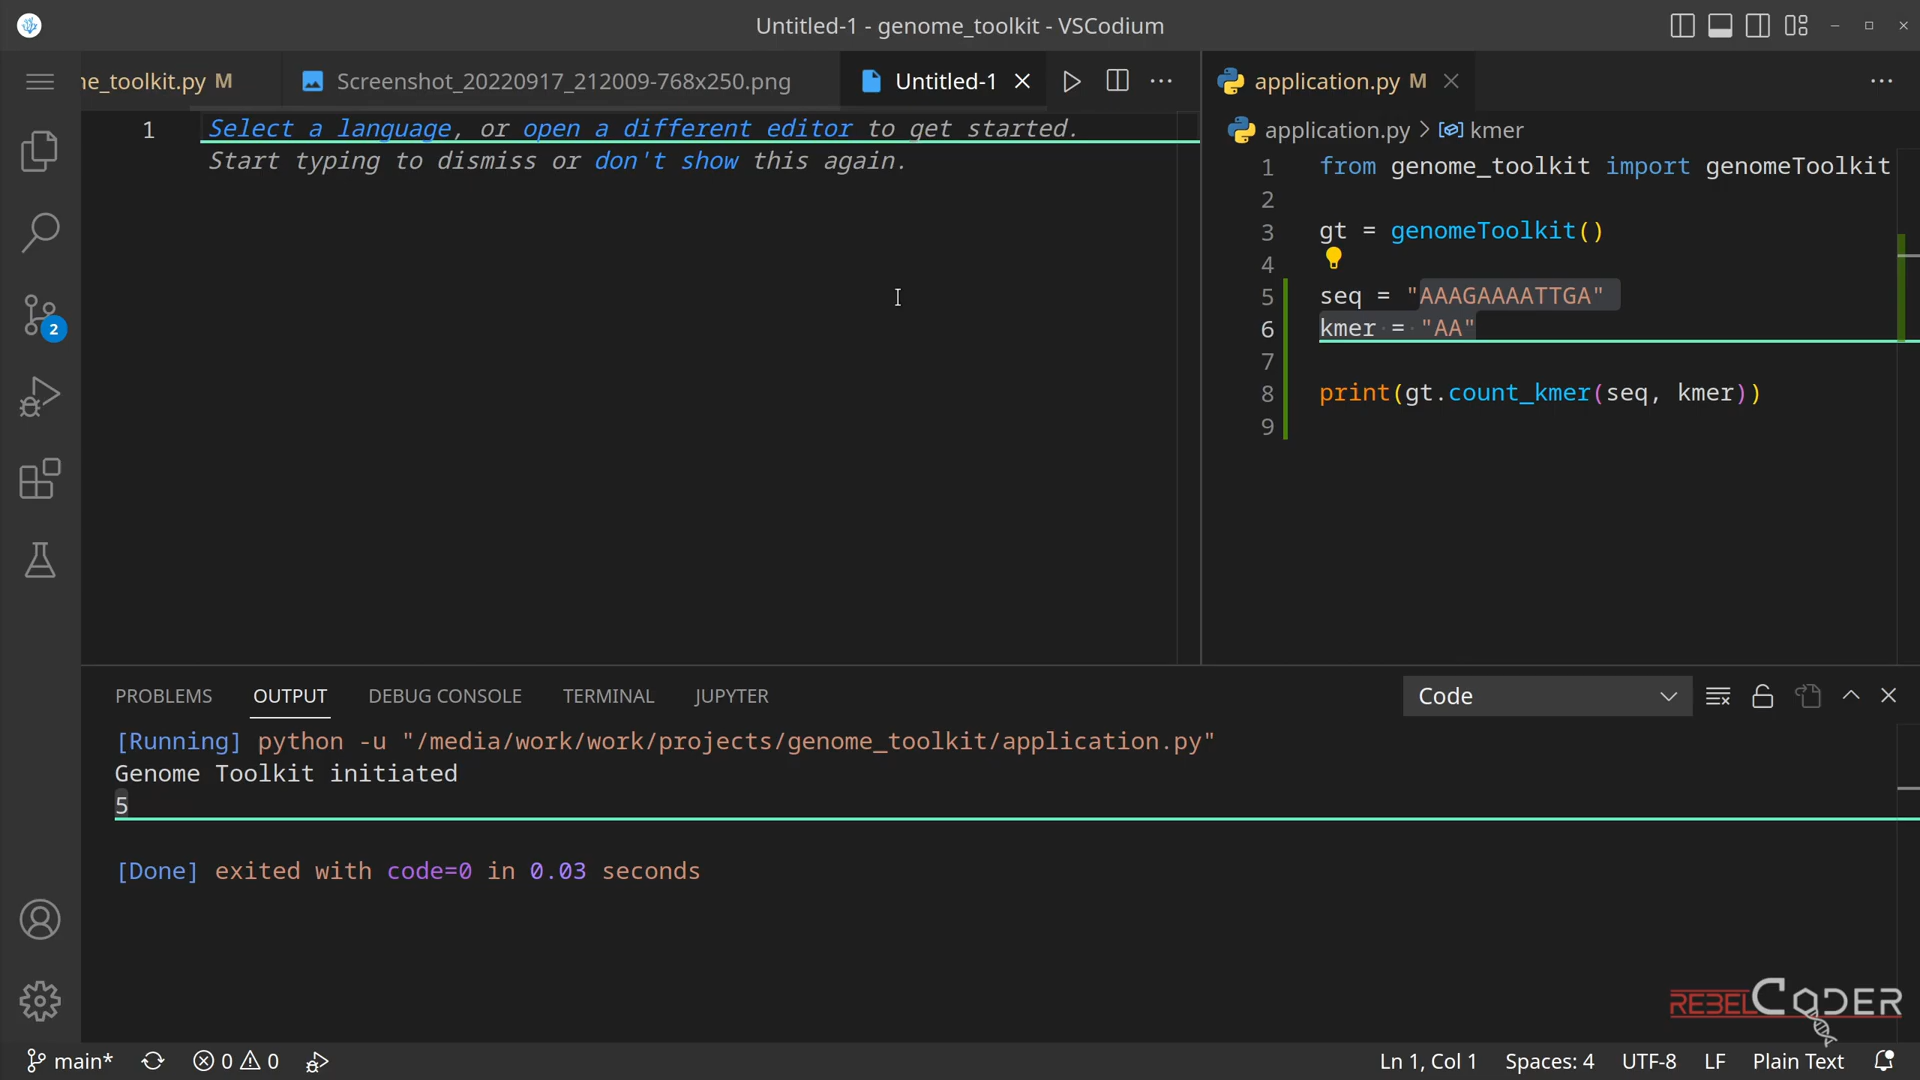 Untitled-1 - genome_toolkit - VSCodium
ne_toolkit.py M
Screenshot_20220917_212009-768x250.png
Untitled-1
application.py M
1 Select a language, or open a different editor to get started.
Start typing to dismiss or don't show this again.
application.py > kmer
1 from genome_toolkit import genomeToolkit
2
3 gt = genomeToolkit()
4
5 seq = "AAAGAAAATTGA"
6 kmer = "AA"
7
8 print(gt.count_kmer(seq, kmer))
9
2
PROBLEMS OUTPUT DEBUG CONSOLE TERMINAL JUPYTER
Code
[Running] python -u "/media/work/work/projects/genome_toolkit/application.py"
Genome Toolkit initiated
5
[Done] exited with code=0 in 0.03 seconds
REBELCODER
main* 0 0 Ln 1, Col 1 Spaces: 4 UTF-8 LF Plain Text